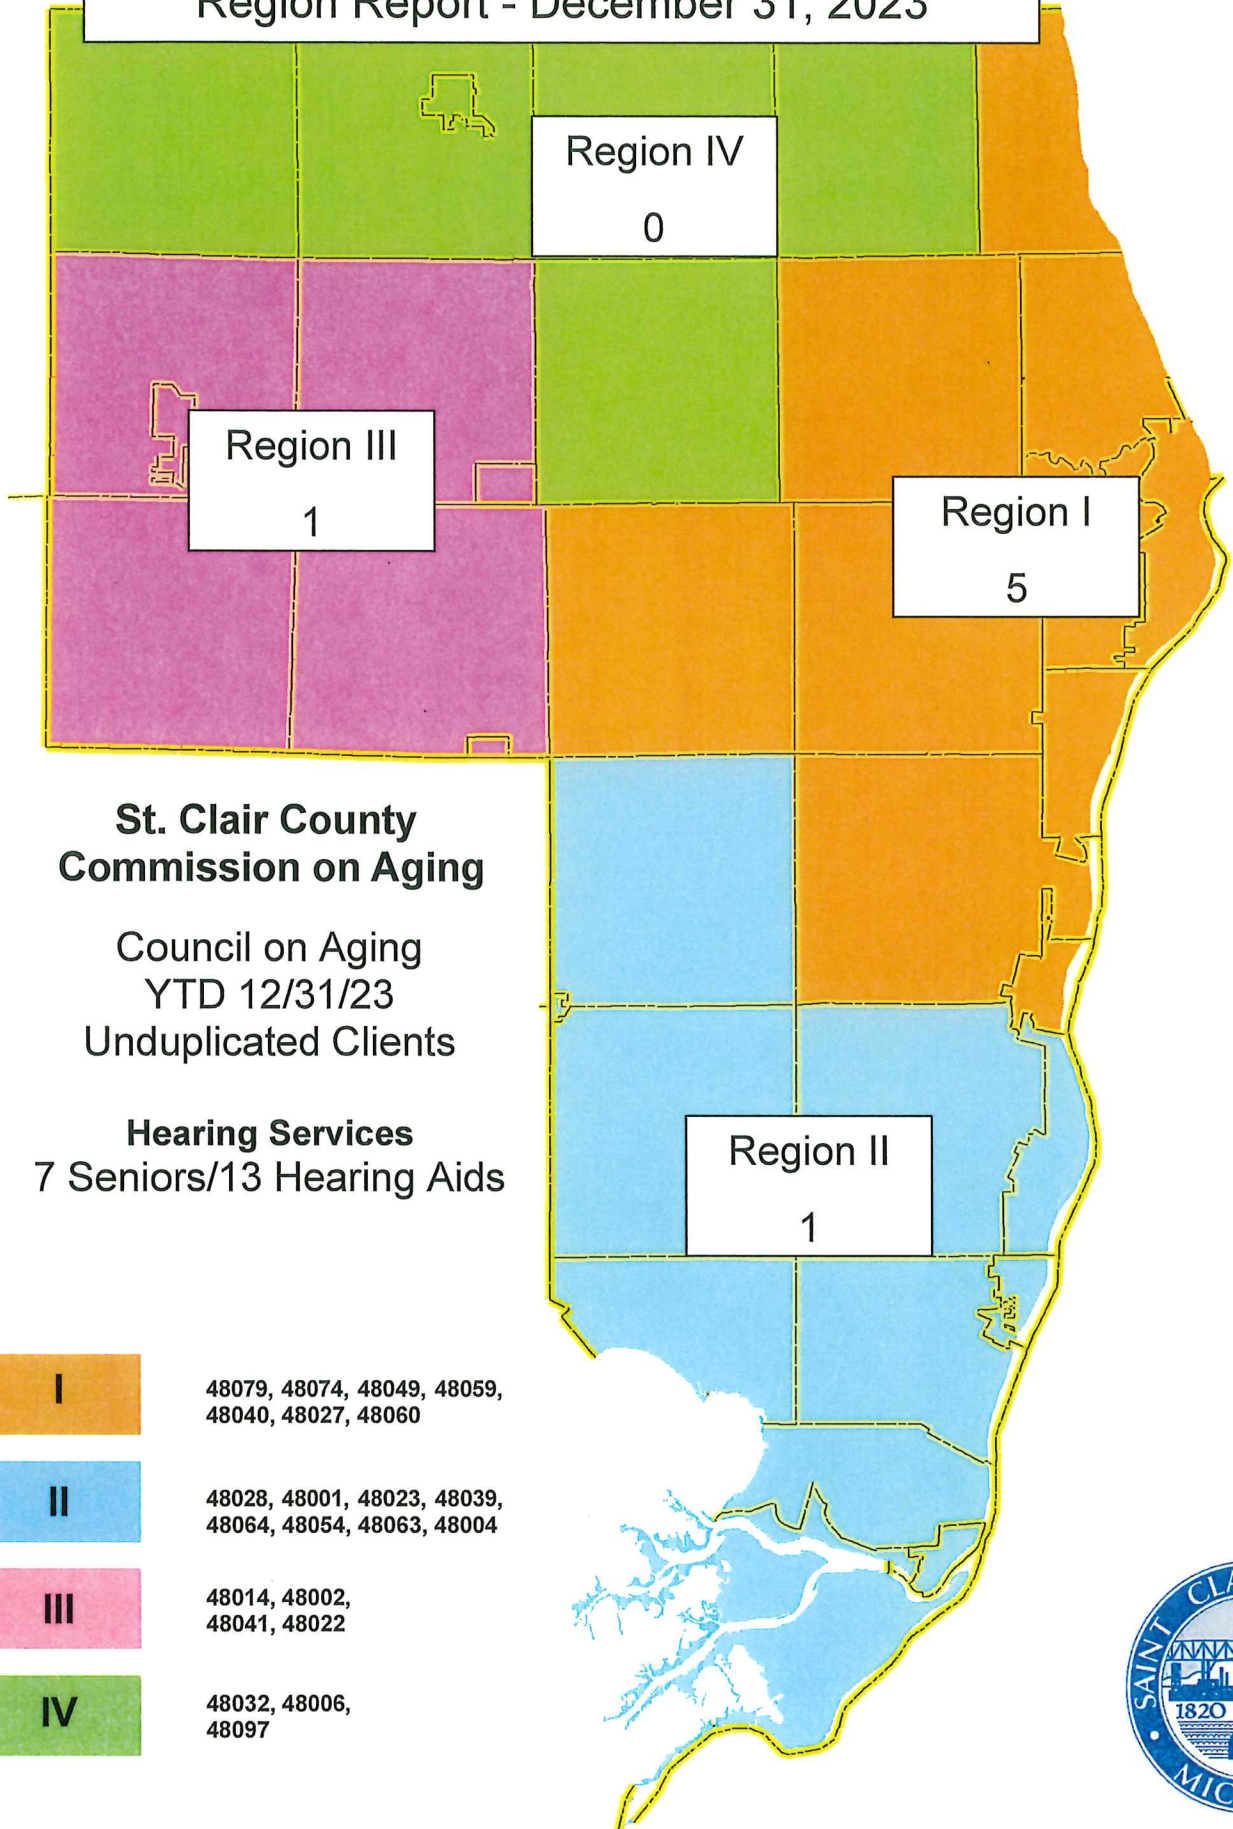 Region Report - December 31, 2023
Region IV
0
Region III
1
Region I
5
St. Clair County
Commission on Aging
Council on Aging
YTD 12/31/23
Unduplicated Clients
Hearing Services
7 Seniors/13 Hearing Aids
Region II
1
I
48079, 48074, 48049, 48059,
48040, 48027, 48060
II
48028, 48001, 48023, 48039,
48064, 48054, 48063, 48004
III
48014, 48002,
48041, 48022
IV
48032, 48006,
48097
SAINT CLA
1820
MIC